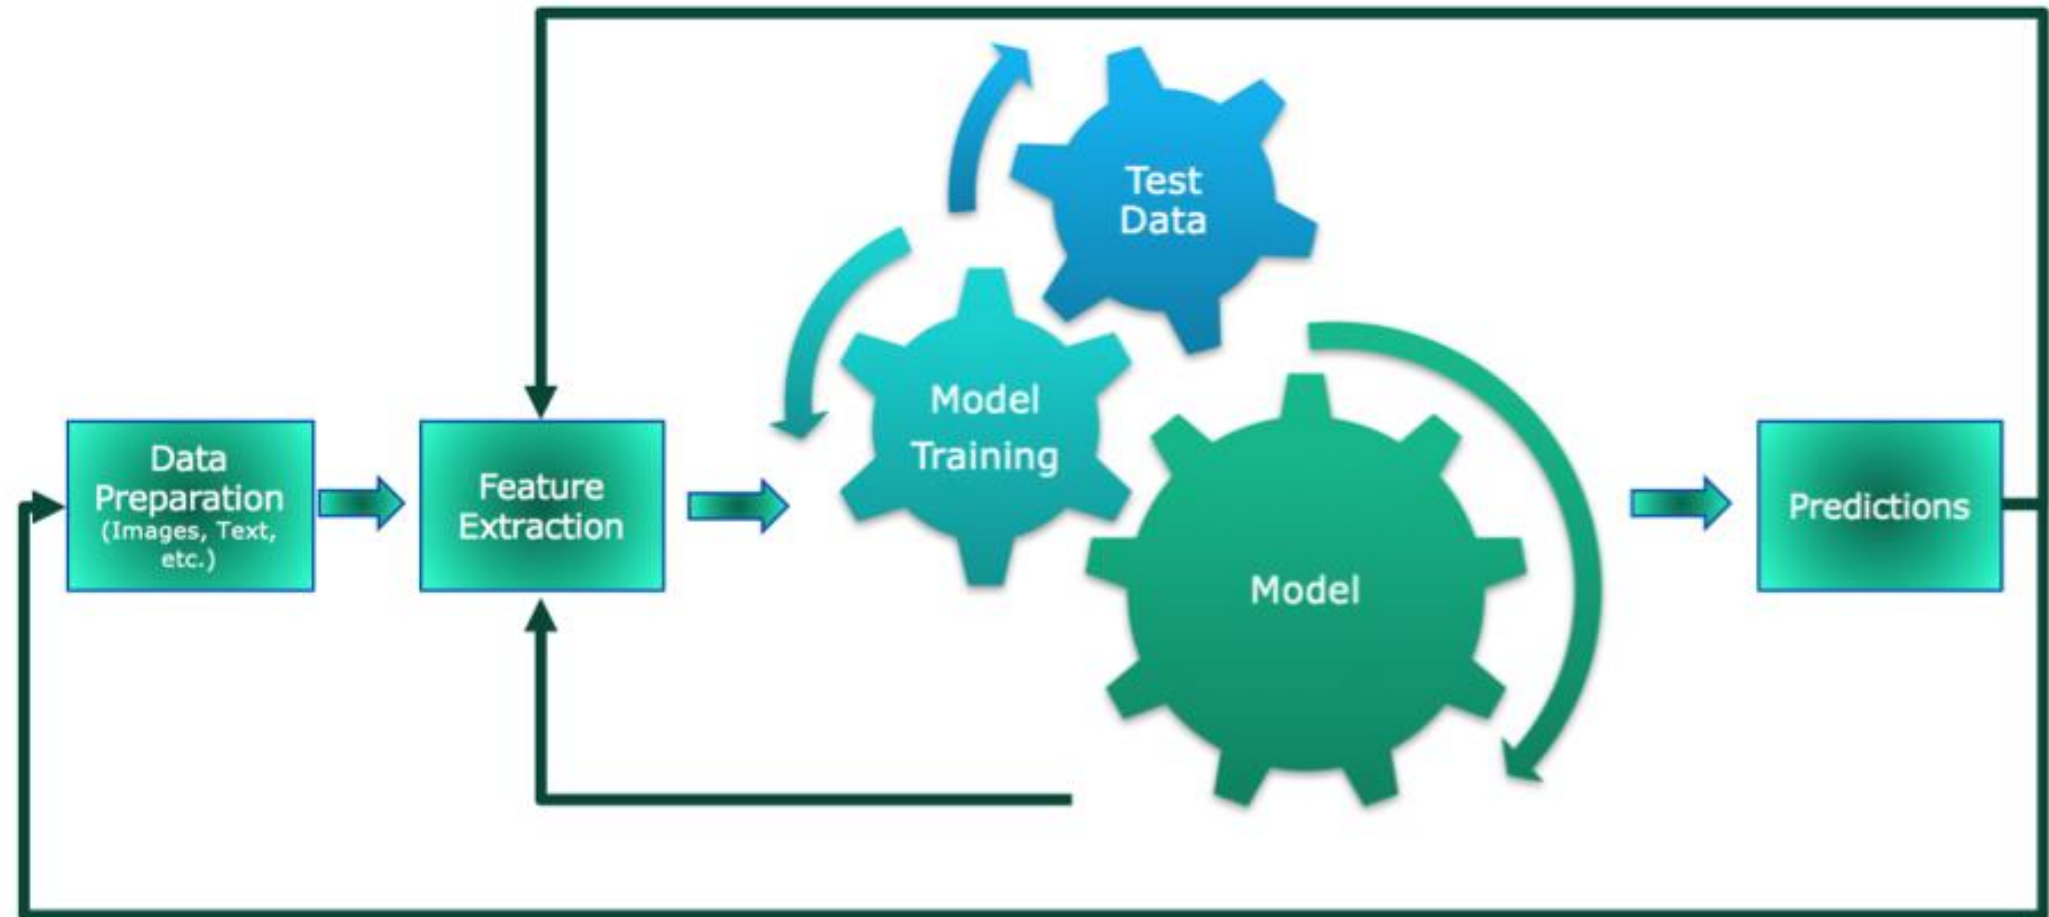 Data
Preparation
(Images, Text,
etc.)
Feature
Extraction
Test
Data
Model
Training
Model
Predictions